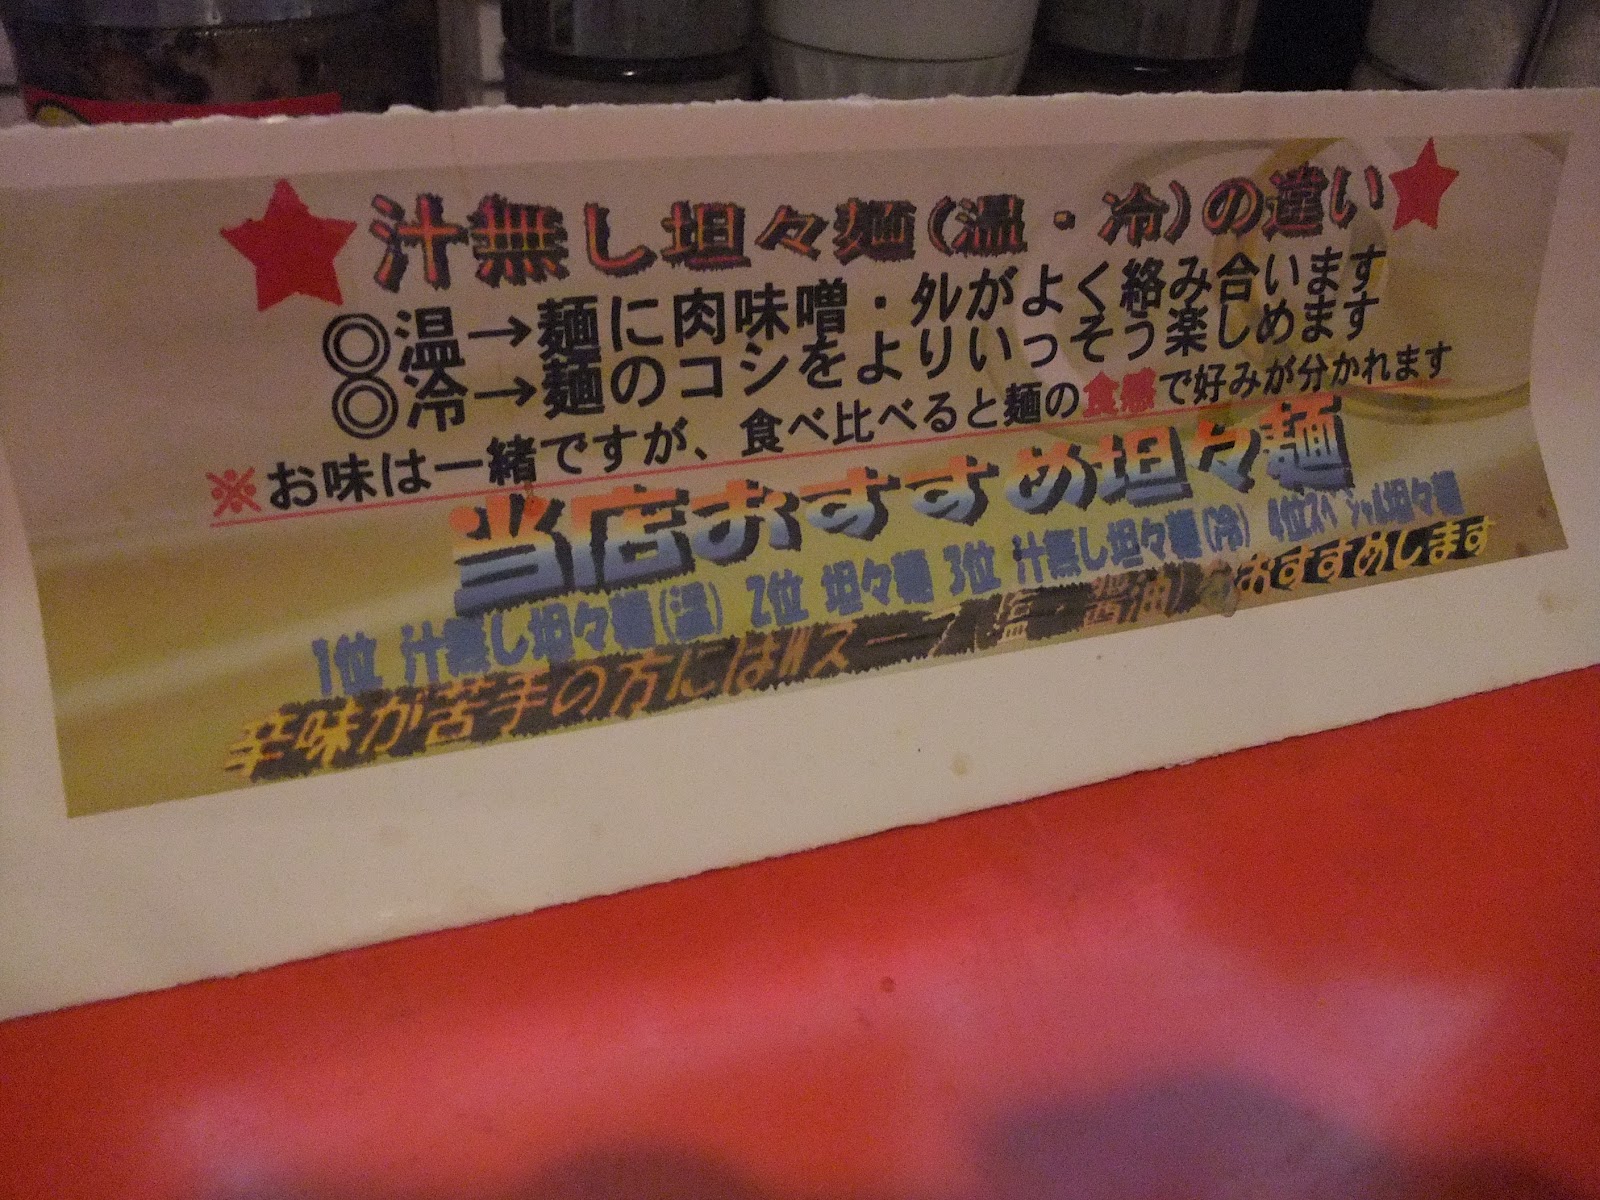 ★汁無し坦々麺(温・冷)の違い★
◎温→麺に肉味噌・ﾀﾚがよく絡み合います
◎冷→麺のコシをよりいっそう楽しめます
※お味は一緒ですが、食べ比べると麺の食感で好みが分かれます
当店おすすめ坦々麺
1位 汁無し坦々麺(温) 2位 坦々麺 3位 汁無し坦々麺(冷) 4位ｽﾍﾟｼｬﾙ坦々麺
辛味が苦手の方にはWスープ 醤油 おすすめします